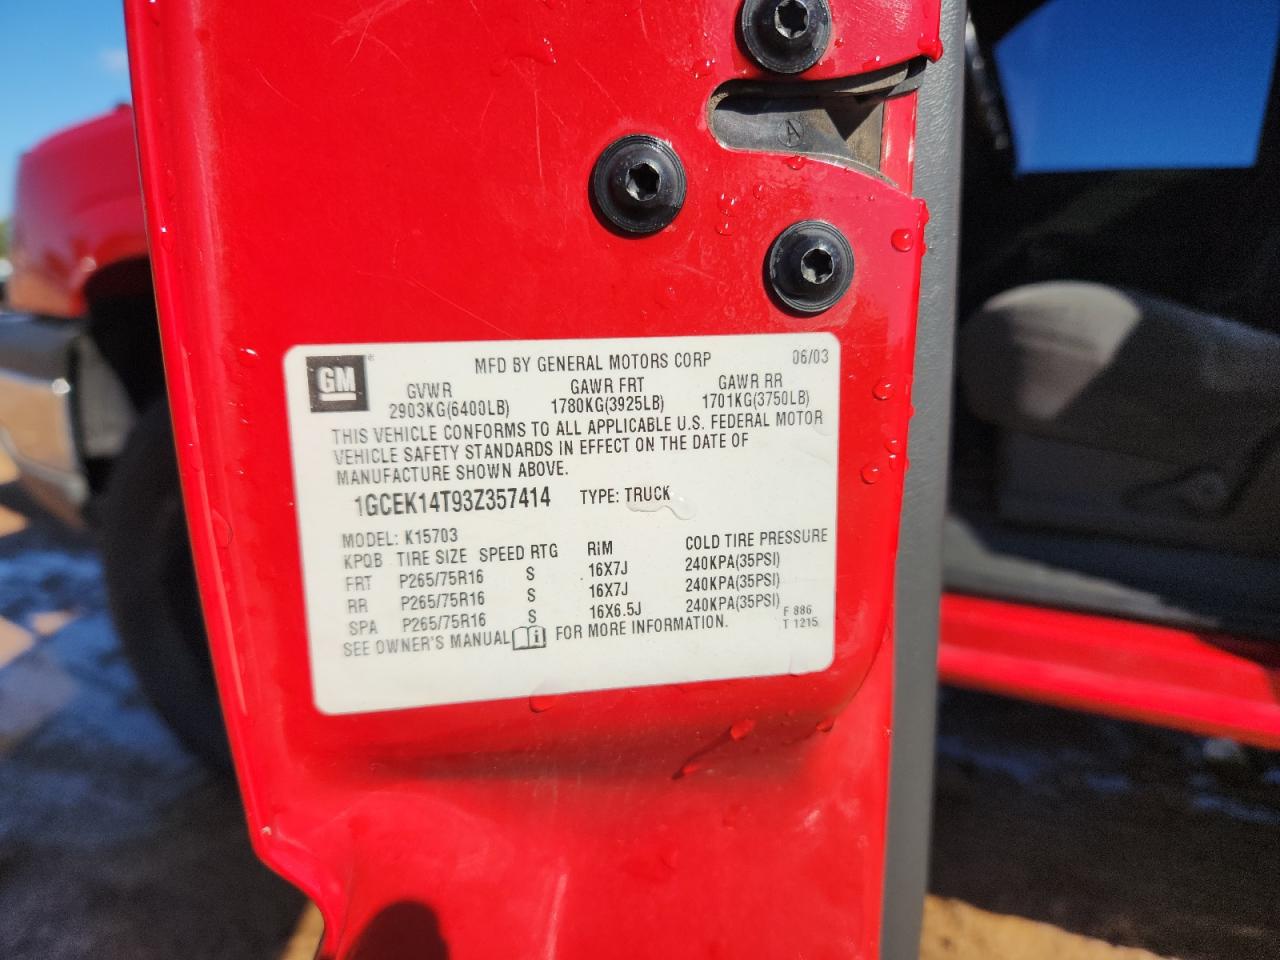 A
GM ® MFD BY GENERAL MOTORS CORP 06/03
GVWR GAWR FRT GAWR RR
2903KG(6400LB) 1780KG(3925LB) 1701KG(3750LB)
THIS VEHICLE CONFORMS TO ALL APPLICABLE U.S. FEDERAL MOTOR
VEHICLE SAFETY STANDARDS IN EFFECT ON THE DATE OF
MANUFACTURE SHOWN ABOVE.
1GCEK14T93Z357414 TYPE: TRUCK
MODEL: K15703
KPQB TIRE SIZE SPEED RTG RIM COLD TIRE PRESSURE
FRT P265/75R16 S 16X7J 240KPA(35PSI)
RR P265/75R16 S 16X7J 240KPA(35PSI)
SPA P265/75R16 S 16X6.5J 240KPA(35PSI) F 886
SEE OWNER'S MANUAL i FOR MORE INFORMATION. T 1215